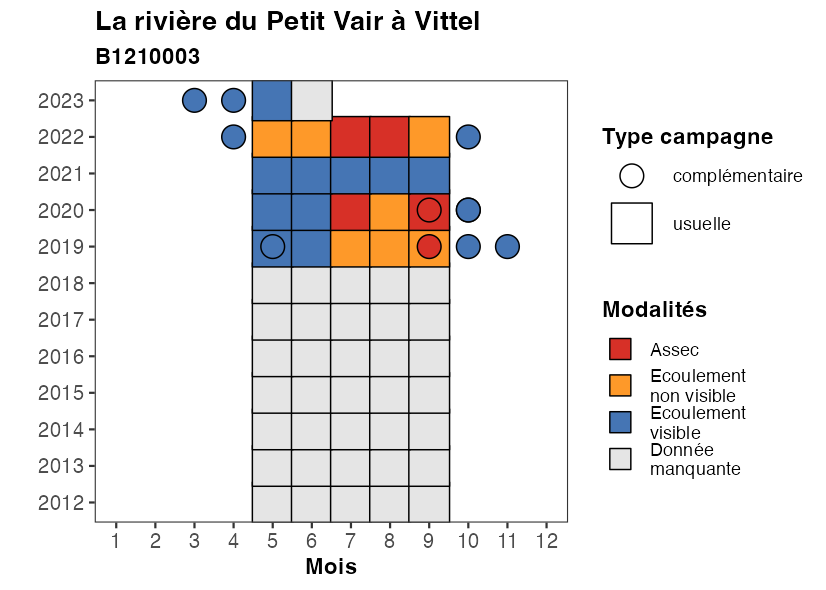 La rivière du Petit Vair à Vittel
B1210003
2023
2022
2021
2020
2019
2018
2017
2016
2015
2014
2013
2012
1 2 3 4 5 6 7 8 9 10 11 12
Mois
Type campagne
complémentaire
usuelle
Modalités
Assec
Ecoulement
non visible
Ecoulement
visible
Donnée
manquante